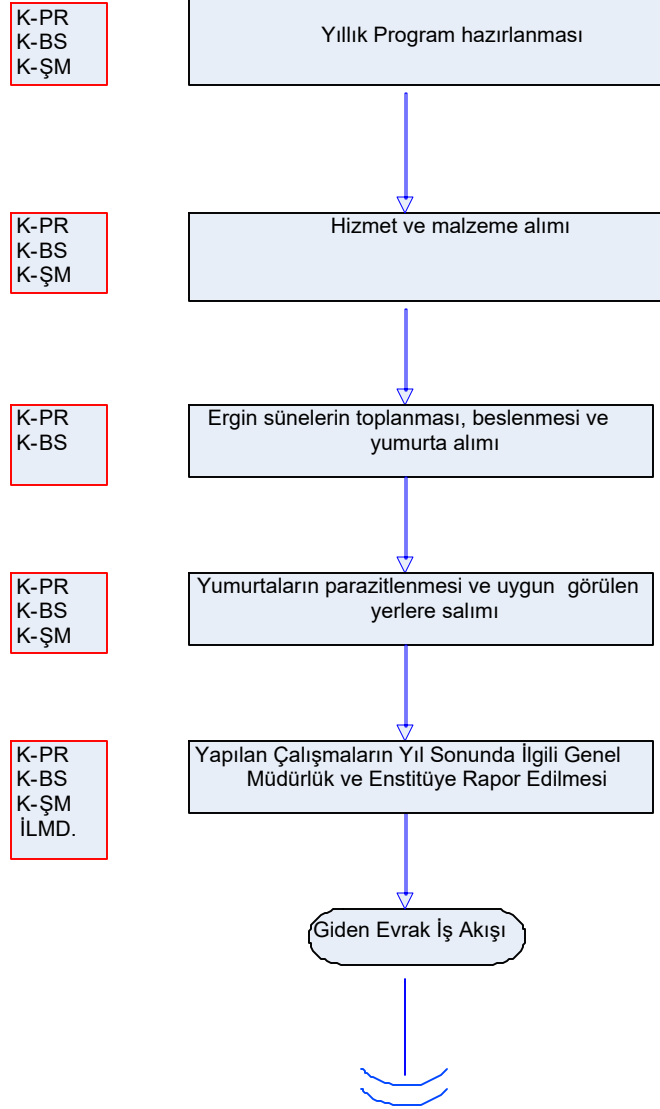 K-PR
K-BS
K-ŞM
Yıllık Program hazırlanması
K-PR
K-BS
K-ŞM
Hizmet ve malzeme alımı
K-PR
K-BS
Ergin sünelerin toplanması, beslenmesi ve
yumurta alımı
K-PR
K-BS
K-ŞM
Yumurtaların parazitlenmesi ve uygun görülen
yerlere salımı
K-PR
K-BS
K-ŞM
İLMD.
Yapılan Çalışmaların Yıl Sonunda İlgili Genel
Müdürlük ve Enstitüye Rapor Edilmesi
Giden Evrak İş Akışı